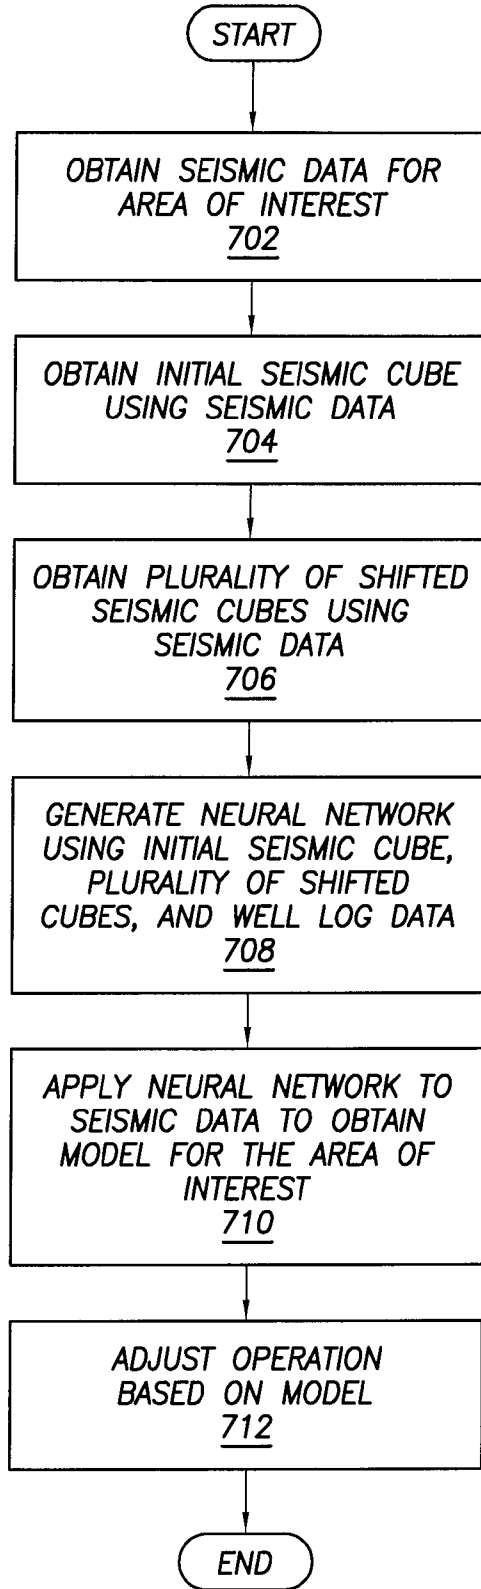 START
OBTAIN SEISMIC DATA FOR
AREA OF INTEREST
702
OBTAIN INITIAL SEISMIC CUBE
USING SEISMIC DATA
704
OBTAIN PLURALITY OF SHIFTED
SEISMIC CUBES USING
SEISMIC DATA
706
GENERATE NEURAL NETWORK
USING INITIAL SEISMIC CUBE,
PLURALITY OF SHIFTED
CUBES, AND WELL LOG DATA
708
APPLY NEURAL NETWORK TO
SEISMIC DATA TO OBTAIN
MODEL FOR THE AREA OF
INTEREST
710
ADJUST OPERATION
BASED ON MODEL
712
END